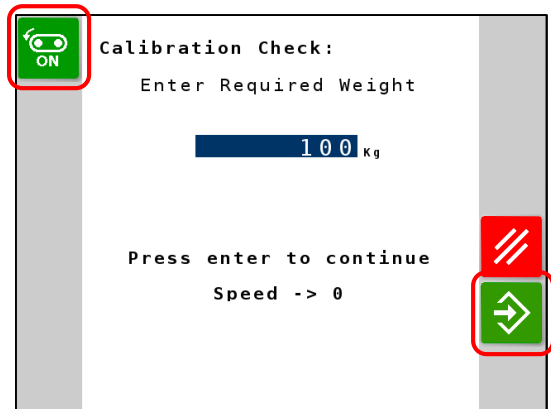 ON
Calibration Check:
Enter Required Weight
100 Kg
Press enter to continue
Speed -> 0